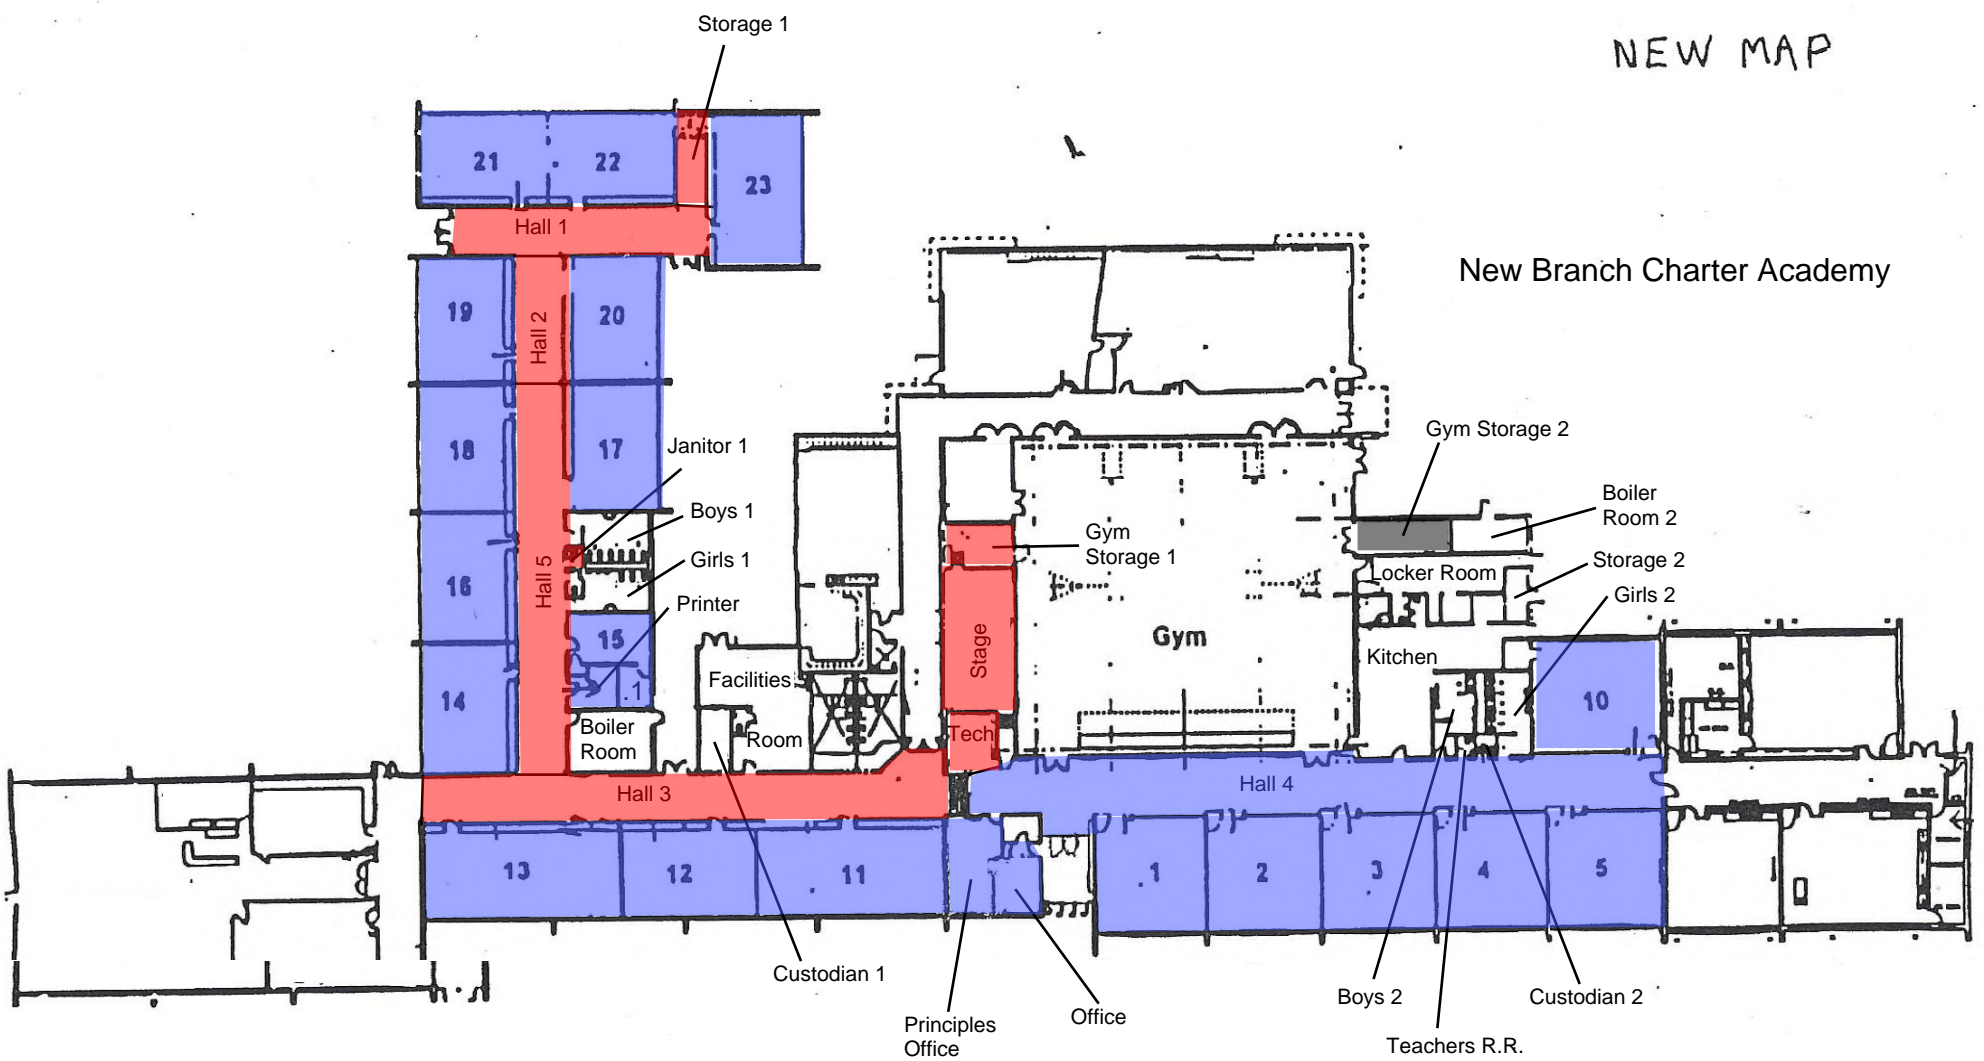 Storage 1
NEW MAP
21
22
23
Hall 1
New Branch Charter Academy
19
Hall 2
20
18
17
Janitor 1
Gym Storage 2
Boys 1
Boiler
Room 2
Gym
Storage 1
Girls 1
Hall 5
16
Locker Room
Storage 2
Printer
Girls 2
15
Stage
Gym
Kitchen
14
.1
Facilities
Room
10
Boiler
Room
Tech
Hall 3
Hall 4
13
12
11
.1
2
3
4
5
Custodian 1
Principles
Office
Office
Boys 2
Teachers R.R.
Custodian 2